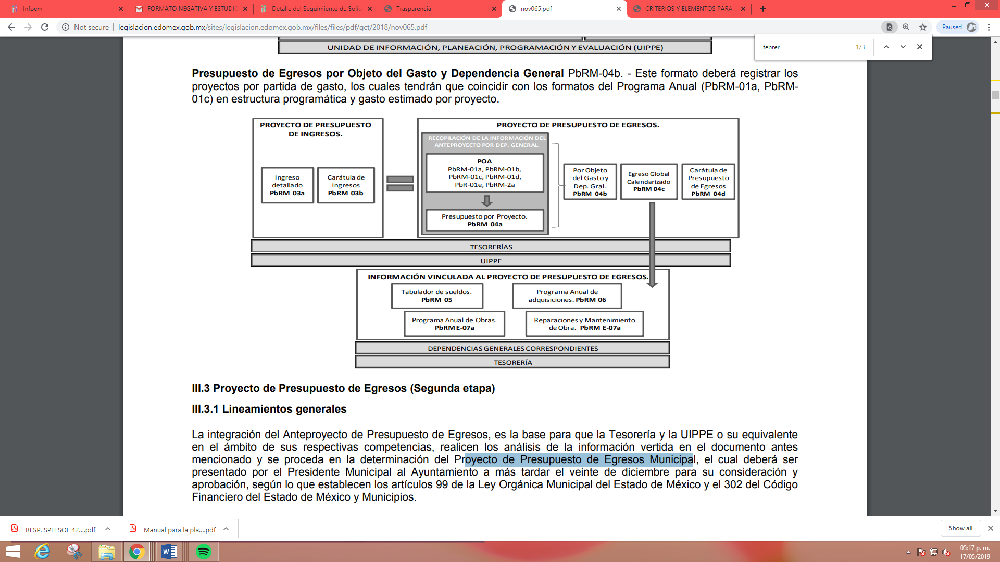 Infoem
FORMATO NEGATIVA Y ESTUDIO
Detalle del Seguimiento de Solic
Trasparencia
nov065.pdf
CRITERIOS Y ELEMENTOS PARA
Not secure
legislacion.edomex.gob.mx/sites/legislacion.edomex.gob.mx/files/files/pdf/gct/2018/nov065.pdf
Paused
febrer
1/3
UNIDAD DE INFORMACIÓN, PLANEACIÓN, PROGRAMACIÓN Y EVALUACIÓN (UIPPE)
Presupuesto de Egresos por Objeto del Gasto y Dependencia General PbRM-04b. - Este formato deberá registrar los
proyectos por partida de gasto, los cuales tendrán que coincidir con los formatos del Programa Anual (PbRM-01a, PbRM-
01c) en estructura programática y gasto estimado por proyecto.
PROYECTO DE PRESUPUESTO
DE INGRESOS.
Ingreso
detallado
PbRM 03a
Carátula de
Ingresos
PbRM 03b
PROYECTO DE PRESUPUESTO DE EGRESOS.
RECOPILACIÓN DE LA INFORMACIÓN DEL
ANTEPROYECTO POR DEP. GENERAL.
POA
PbRM-01a, PbRM-01b,
PbRM-01c, PbRM-01d,
PbR-01e, PbRM-2a
Presupuesto por Proyecto.
PbRM 04a
Por Objeto
del Gasto y
Dep. Gral.
PbRM 04b
Egreso Global
Calendarizado
PbRM 04c
Carátula de
Presupuesto
de Egresos
PbRM 04d
TESORERÍAS
UIPPE
INFORMACIÓN VINCULADA AL PROYECTO DE PRESUPUESTO DE EGRESOS.
Tabulador de sueldos.
PbRM 05
Programa Anual de
adquisiciones. PbRM 06
Programa Anual de Obras.
PbRM E-07a
Reparaciones y Mantenimiento
de Obra. PbRM E-07a
DEPENDENCIAS GENERALES CORRESPONDIENTES
TESORERÍA
III.3 Proyecto de Presupuesto de Egresos (Segunda etapa)
III.3.1 Lineamientos generales
La integración del Anteproyecto de Presupuesto de Egresos, es la base para que la Tesorería y la UIPPE o su equivalente
en el ámbito de sus respectivas competencias, realicen los análisis de la información vertida en el documento antes
mencionado y se proceda en la determinación del Proyecto de Presupuesto de Egresos Municipal, el cual deberá ser
presentado por el Presidente Municipal al Ayuntamiento a más tardar el veinte de diciembre para su consideración y
aprobación, según lo que establecen los artículos 99 de la Ley Orgánica Municipal del Estado de México y el 302 del Código
Financiero del Estado de México y Municipios.
RESP. SPH SOL 42....pdf
Manual para la pla....pdf
Show all
05:17 p. m.
17/05/2019